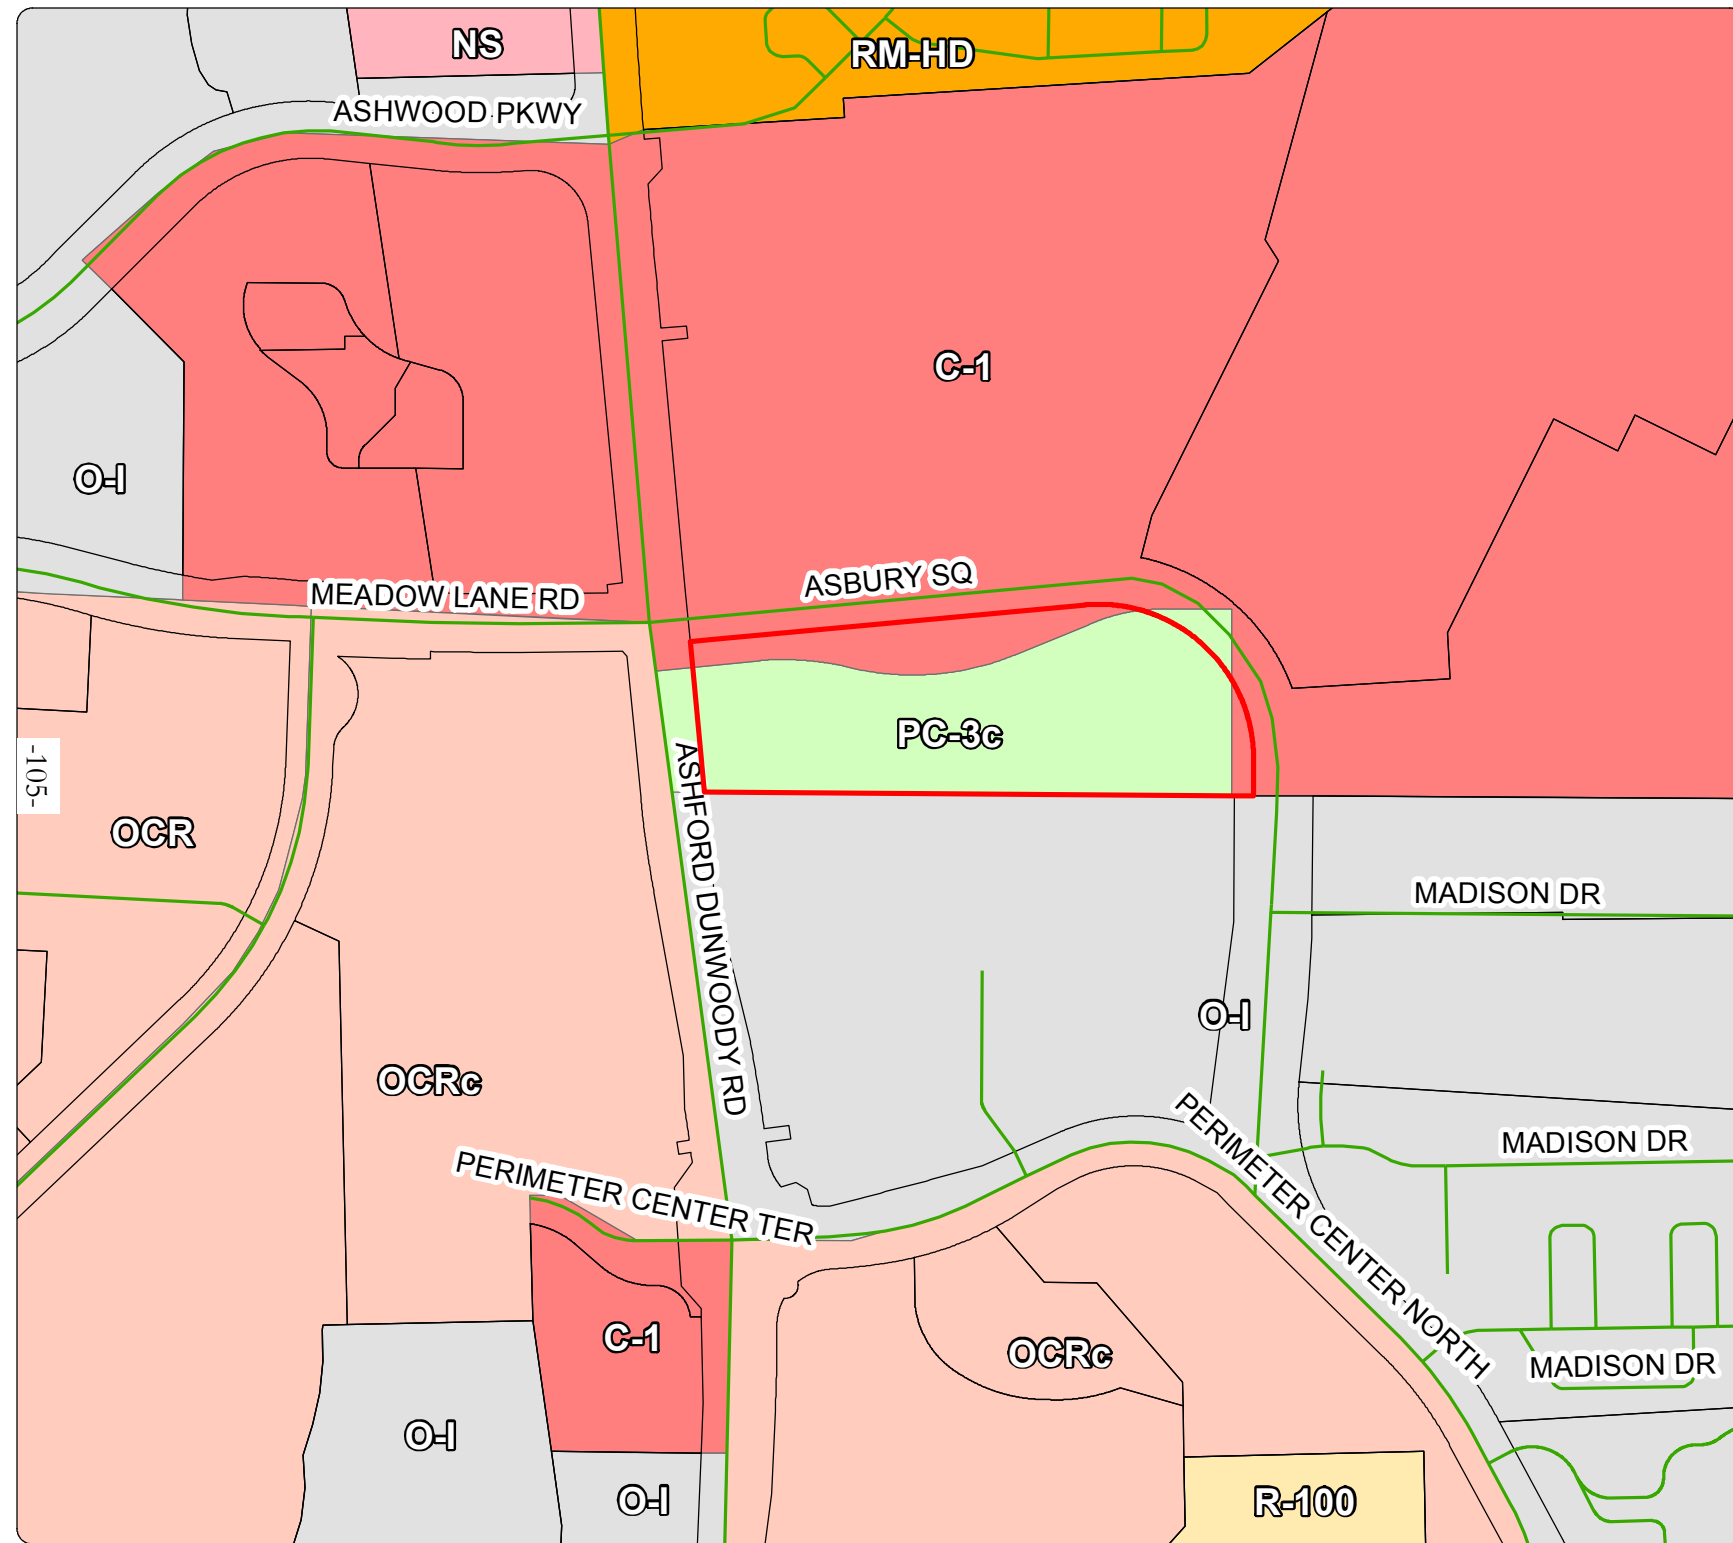 NS
RM-HD
ASHWOOD PKWY
C-1
O-I
ASBURY SQ
MEADOW LANE RD
PC-3c
-105-
OCR
ASHFORD DUNWOODY RD
MADISON DR
O-I
OCRc
PERIMETER CENTER NORTH
MADISON DR
PERIMETER CENTER TER
C-1
OCRc
MADISON DR
O-I
O-I
R-100